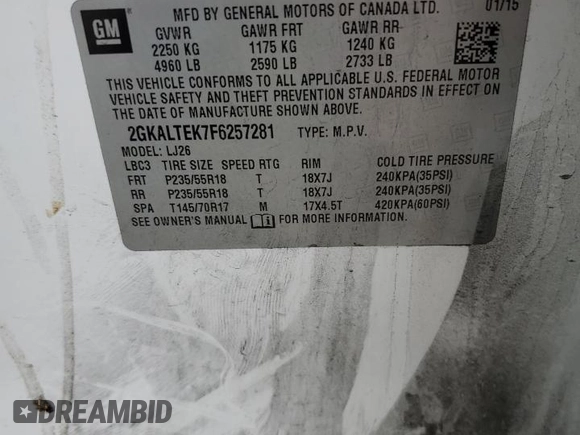 GM
MFD BY GENERAL MOTORS OF CANADA LTD. 01/15
GVWR GAWR FRT GAWR RR
2250 KG 1175 KG 1240 KG
4960 LB 2590 LB 2733 LB
THIS VEHICLE CONFORMS TO ALL APPLICABLE U.S. FEDERAL MOTOR
VEHICLE SAFETY AND THEFT PREVENTION STANDARDS IN EFFECT ON
THE DATE OF MANUFACTURE SHOWN ABOVE.
2GKALTEK7F6257281 TYPE: M.P.V.
MODEL: LJ26
LBC3 TIRE SIZE SPEED RTG RIM COLD TIRE PRESSURE
FRT P235/55R18 T 18X7J 240KPA(35PSI)
RR P235/55R18 T 18X7J 240KPA(35PSI)
SPA T145/70R17 M 17X4.5T 420KPA(60PSI)
SEE OWNER'S MANUAL FOR MORE INFORMATION.
DREAMBID